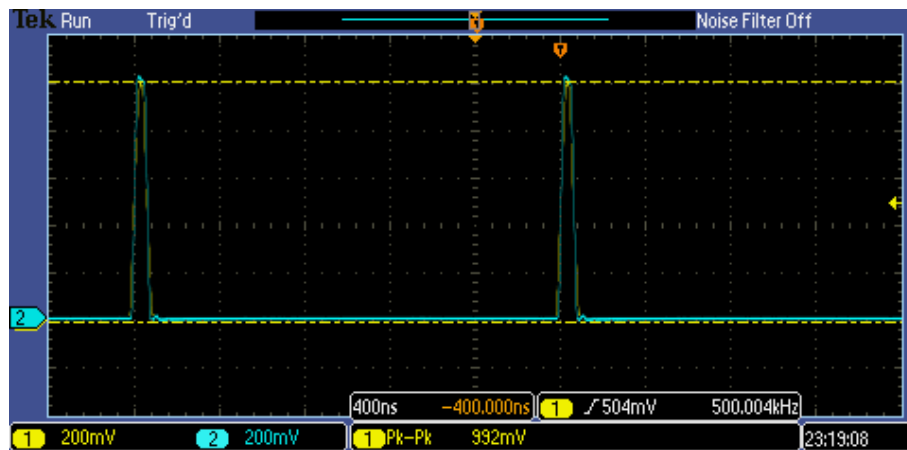 Tek Run Trig'd Noise Filter Off
T
T
2
400ns -400.000ns 1 ∫504mV 500.004kHz
1 200mV 2 200mV 1 Pk-Pk 992mV 23:19:08